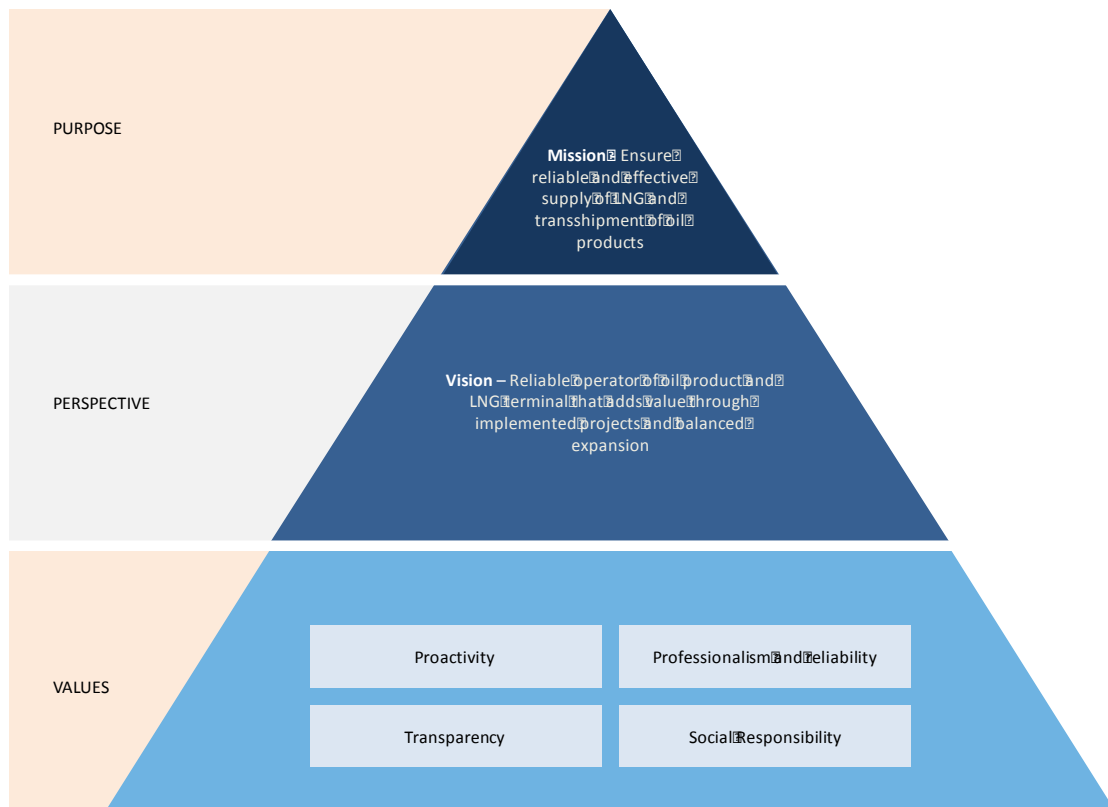 PURPOSE
Mission Ensure
reliable and effective
supply of LNG and
transshipment of oil
products
PERSPECTIVE
Vision – Reliable operator of oil product and
LNG terminal that adds value through
implemented projects and balanced
expansion
VALUES
Proactivity
Professionalism and reliability
Transparency
Social Responsibility